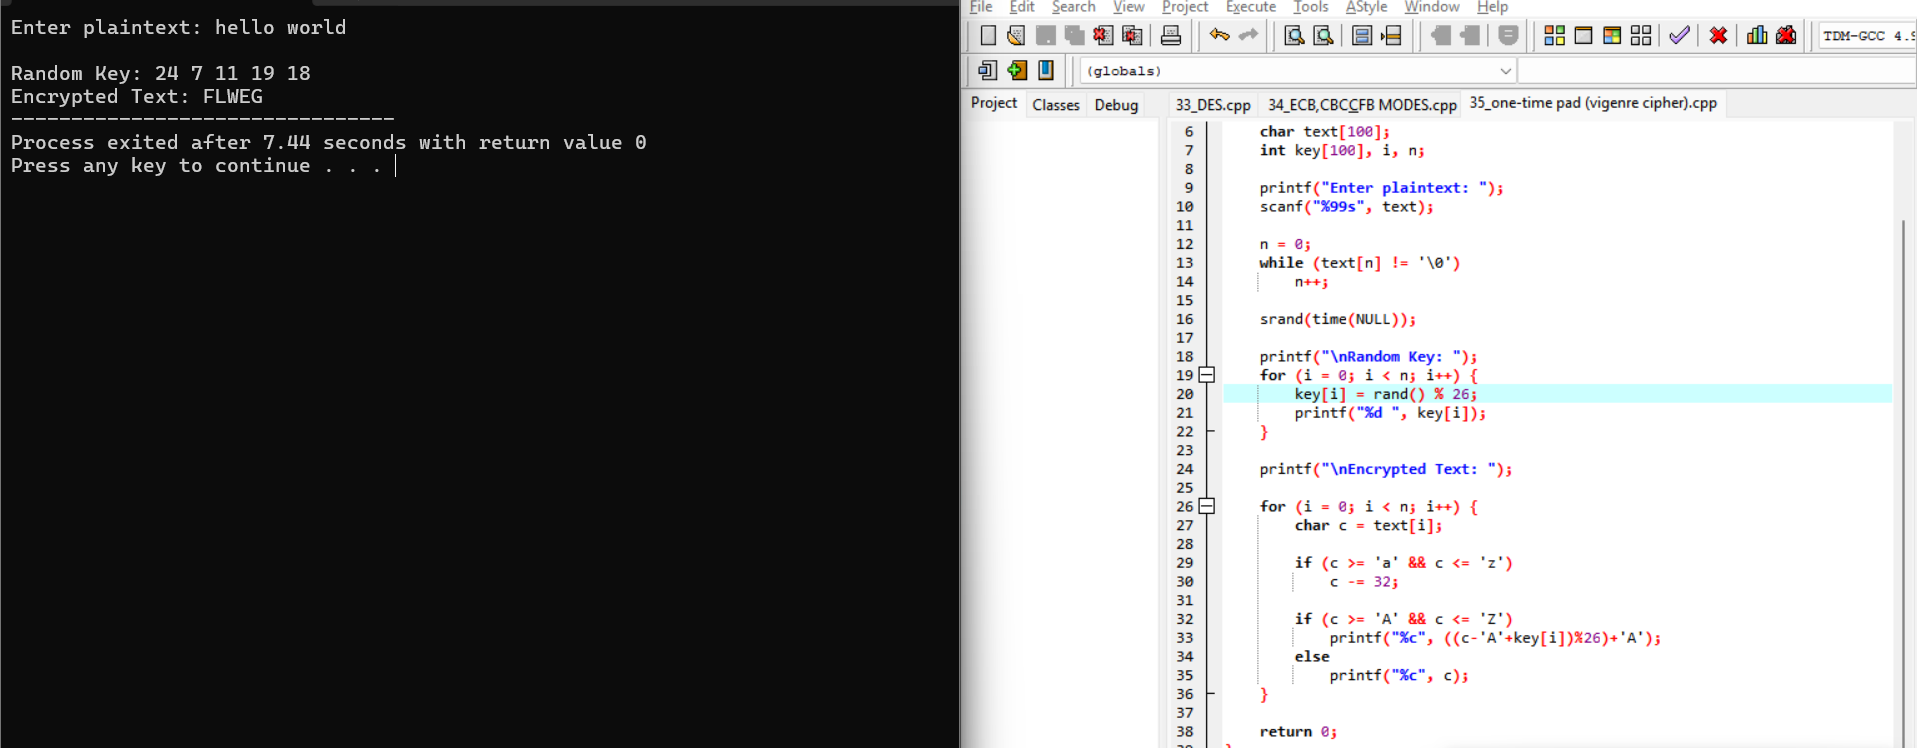 Enter plaintext: hello world
Random Key: 24 7 11 19 18
Encrypted Text: FLWEG
--------------------------------
Process exited after 7.44 seconds with return value 0
Press any key to continue . . .
File Edit Search View Project Execute Tools AStyle Window Help
TDM-GCC 4.9
(globals)
Project Classes Debug
33_DES.cpp 34_ECB,CBCCFB MODES.cpp 35_one-time pad (vigenre cipher).cpp
6 char text[100];
7 int key[100], i, n;
8
9 printf("Enter plaintext: ");
10 scanf("%99s", text);
11
12 n = 0;
13 while (text[n] != '\0')
14 n++;
15
16 srand(time(NULL));
17
18 printf("\nRandom Key: ");
19 for (i = 0; i < n; i++) {
20 key[i] = rand() % 26;
21 printf("%d ", key[i]);
22 }
23
24 printf("\nEncrypted Text: ");
25
26 for (i = 0; i < n; i++) {
27 char c = text[i];
28
29 if (c >= 'a' && c <= 'z')
30 c -= 32;
31
32 if (c >= 'A' && c <= 'Z')
33 printf("%c", ((c-'A'+key[i])%26)+'A');
34 else
35 printf("%c", c);
36 }
37
38 return 0;